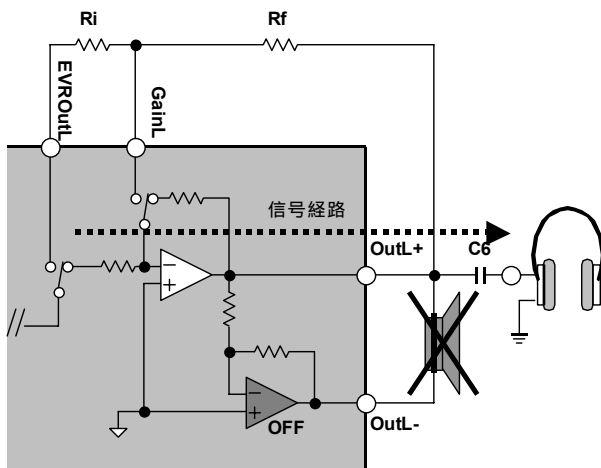 Ri
Rf
EVROutL
GainL
信号経路
OutL+
C6
OFF
OutL-